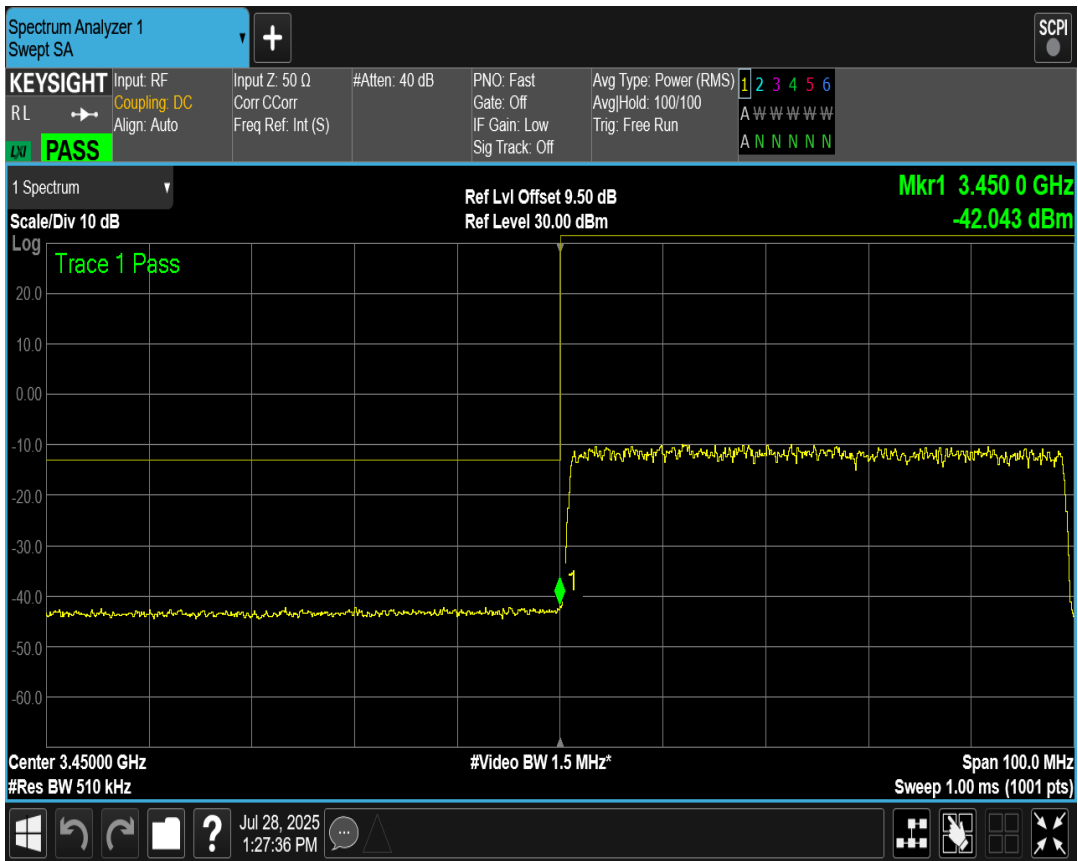 Spectrum Analyzer 1
Swept SA
SCPI
KEYSIGHT
RL
LXI PASS
Input: RF
Coupling: DC
Align: Auto
Input Z: 50 Ω
Corr CCorr
Freq Ref: Int (S)
#Atten: 40 dB
PNO: Fast
Gate: Off
IF Gain: Low
Sig Track: Off
Avg Type: Power (RMS)
Avg|Hold: 100/100
Trig: Free Run
1 2 3 4 5 6
A W W W W W
A N N N N N
1 Spectrum
Scale/Div 10 dB
Ref Lvl Offset 9.50 dB
Ref Level 30.00 dBm
Mkr1 3.450 0 GHz
-42.043 dBm
Log
Trace 1 Pass
20.0
10.0
0.00
-10.0
-20.0
-30.0
1
-40.0
-50.0
-60.0
Center 3.45000 GHz
#Video BW 1.5 MHz*
Span 100.0 MHz
#Res BW 510 kHz
Sweep 1.00 ms (1001 pts)
?
Jul 28, 2025
1:27:36 PM